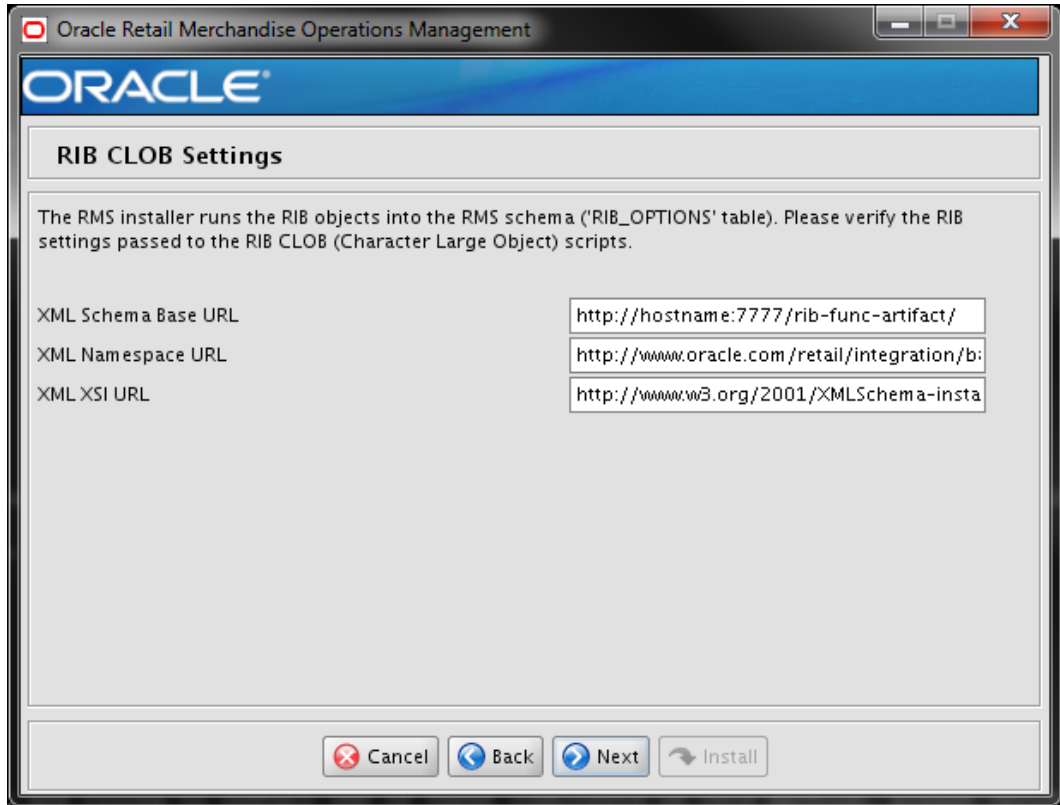 Oracle Retail Merchandise Operations Management
ORACLE®
RIB CLOB Settings
The RMS installer runs the RIB objects into the RMS schema ('RIB_OPTIONS' table). Please verify the RIB
settings passed to the RIB CLOB (Character Large Object) scripts.
XML Schema Base URL
http://hostname:7777/rib-func-artifact/
XML Namespace URL
http://www.oracle.com/retail/integration/ba
XML XSI URL
http://www.w3.org/2001/XMLSchema-insta
Cancel Back Next Install